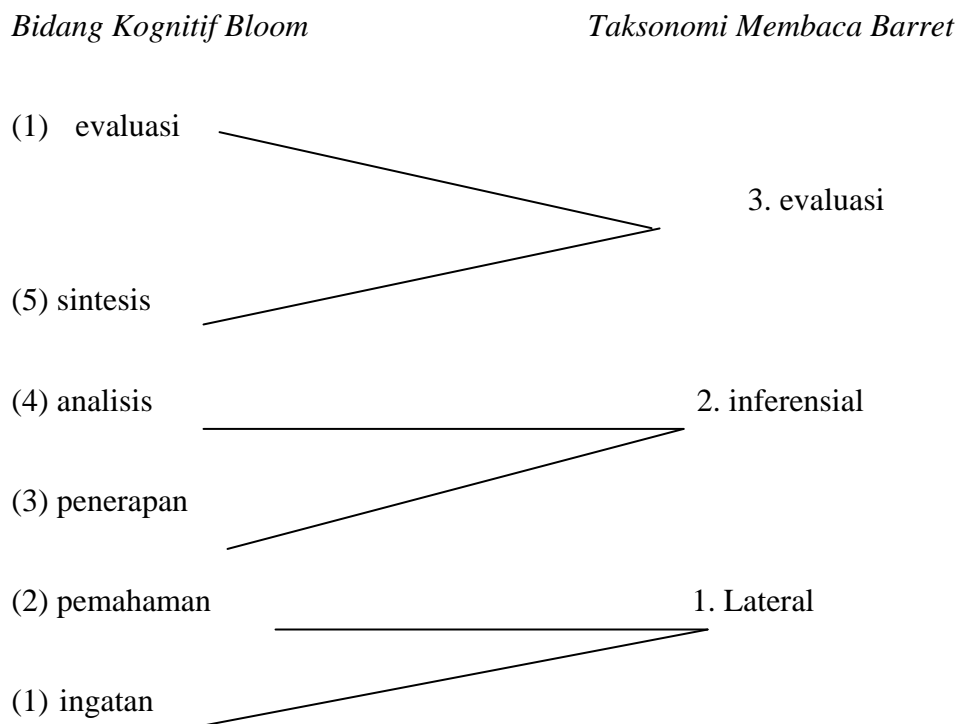 Bidang Kognitif Bloom Taksonomi Membaca Barret
(1) evaluasi
3. evaluasi
(5) sintesis
(4) analisis 2. inferensial
(3) penerapan
(2) pemahaman 1. Lateral
(1) ingatan